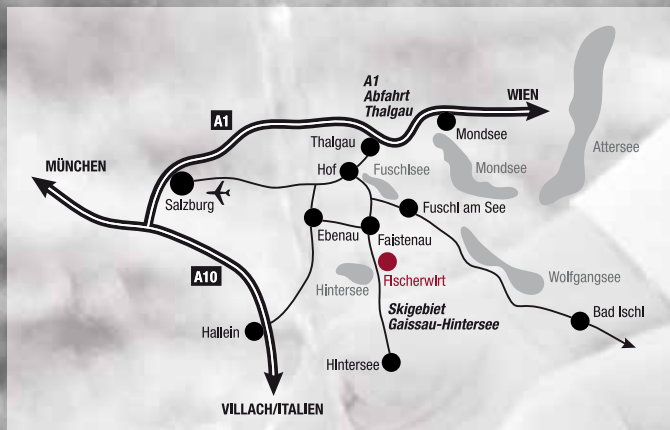 A1
Abfahrt
Thalgau
WIEN
A1
Mondsee
Attersee
Thalgau
MÜNCHEN
Hof
Fuschlsee
Mondsee
Salzburg
Fuschl am See
Ebenau
Faistenau
Fischerwirt
Wolfgangsee
A10
Hintersee
Skigebiet
Gaissau-Hintersee
Bad Ischl
Hallein
Hintersee
VILLACH/ITALIEN